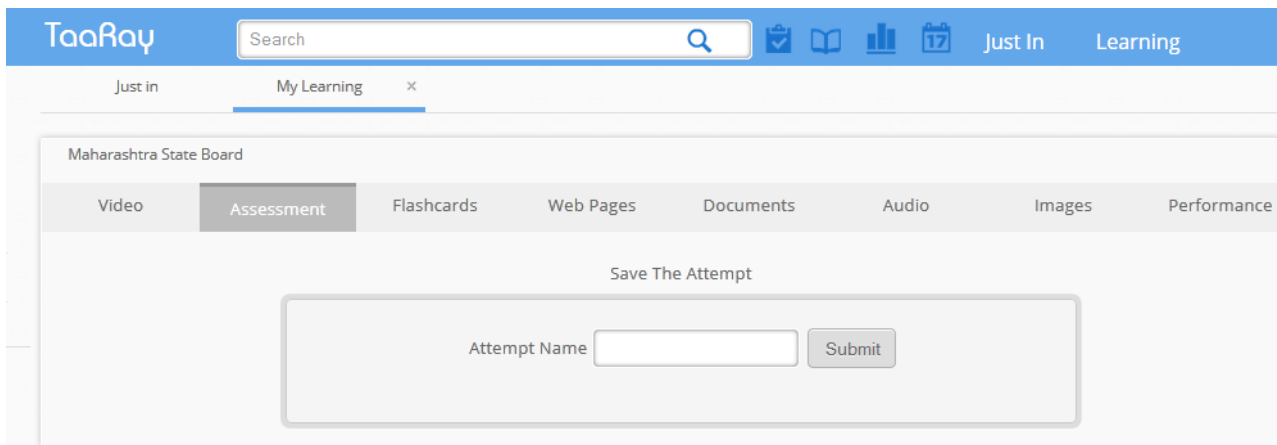 TaaRay Search 17 Just In Learning
Just in My Learning ×
Maharashtra State Board
Video Assessment Flashcards Web Pages Documents Audio Images Performance
Save The Attempt
Attempt Name Submit